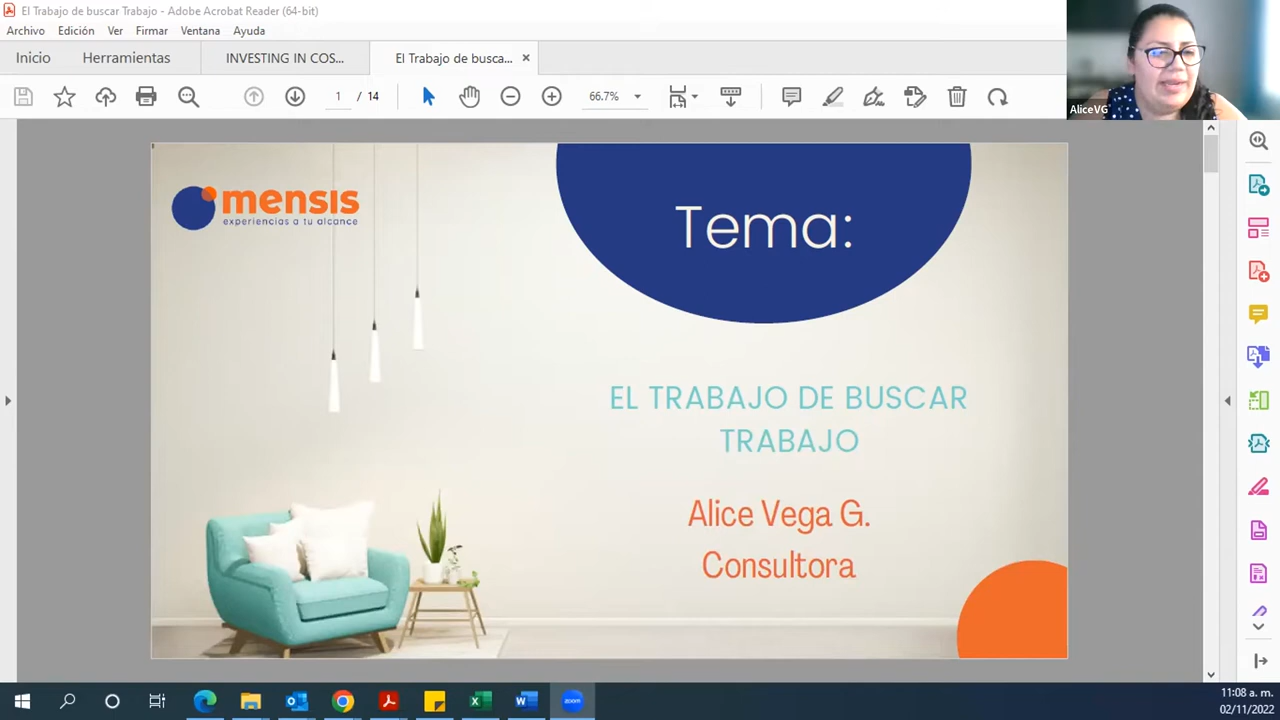 El Trabajo de buscar Trabajo - Adobe Acrobat Reader (64-bit)
Archivo Edición Ver Firmar Ventana Ayuda
Inicio Herramientas INVESTING IN COS... El Trabajo de busca... ×
1 / 14 66.7%
AliceVG
mensis
experiencias a tu alcance
Tema:
EL TRABAJO DE BUSCAR
TRABAJO
Alice Vega G.
Consultora
zoom
11:08 a. m.
02/11/2022